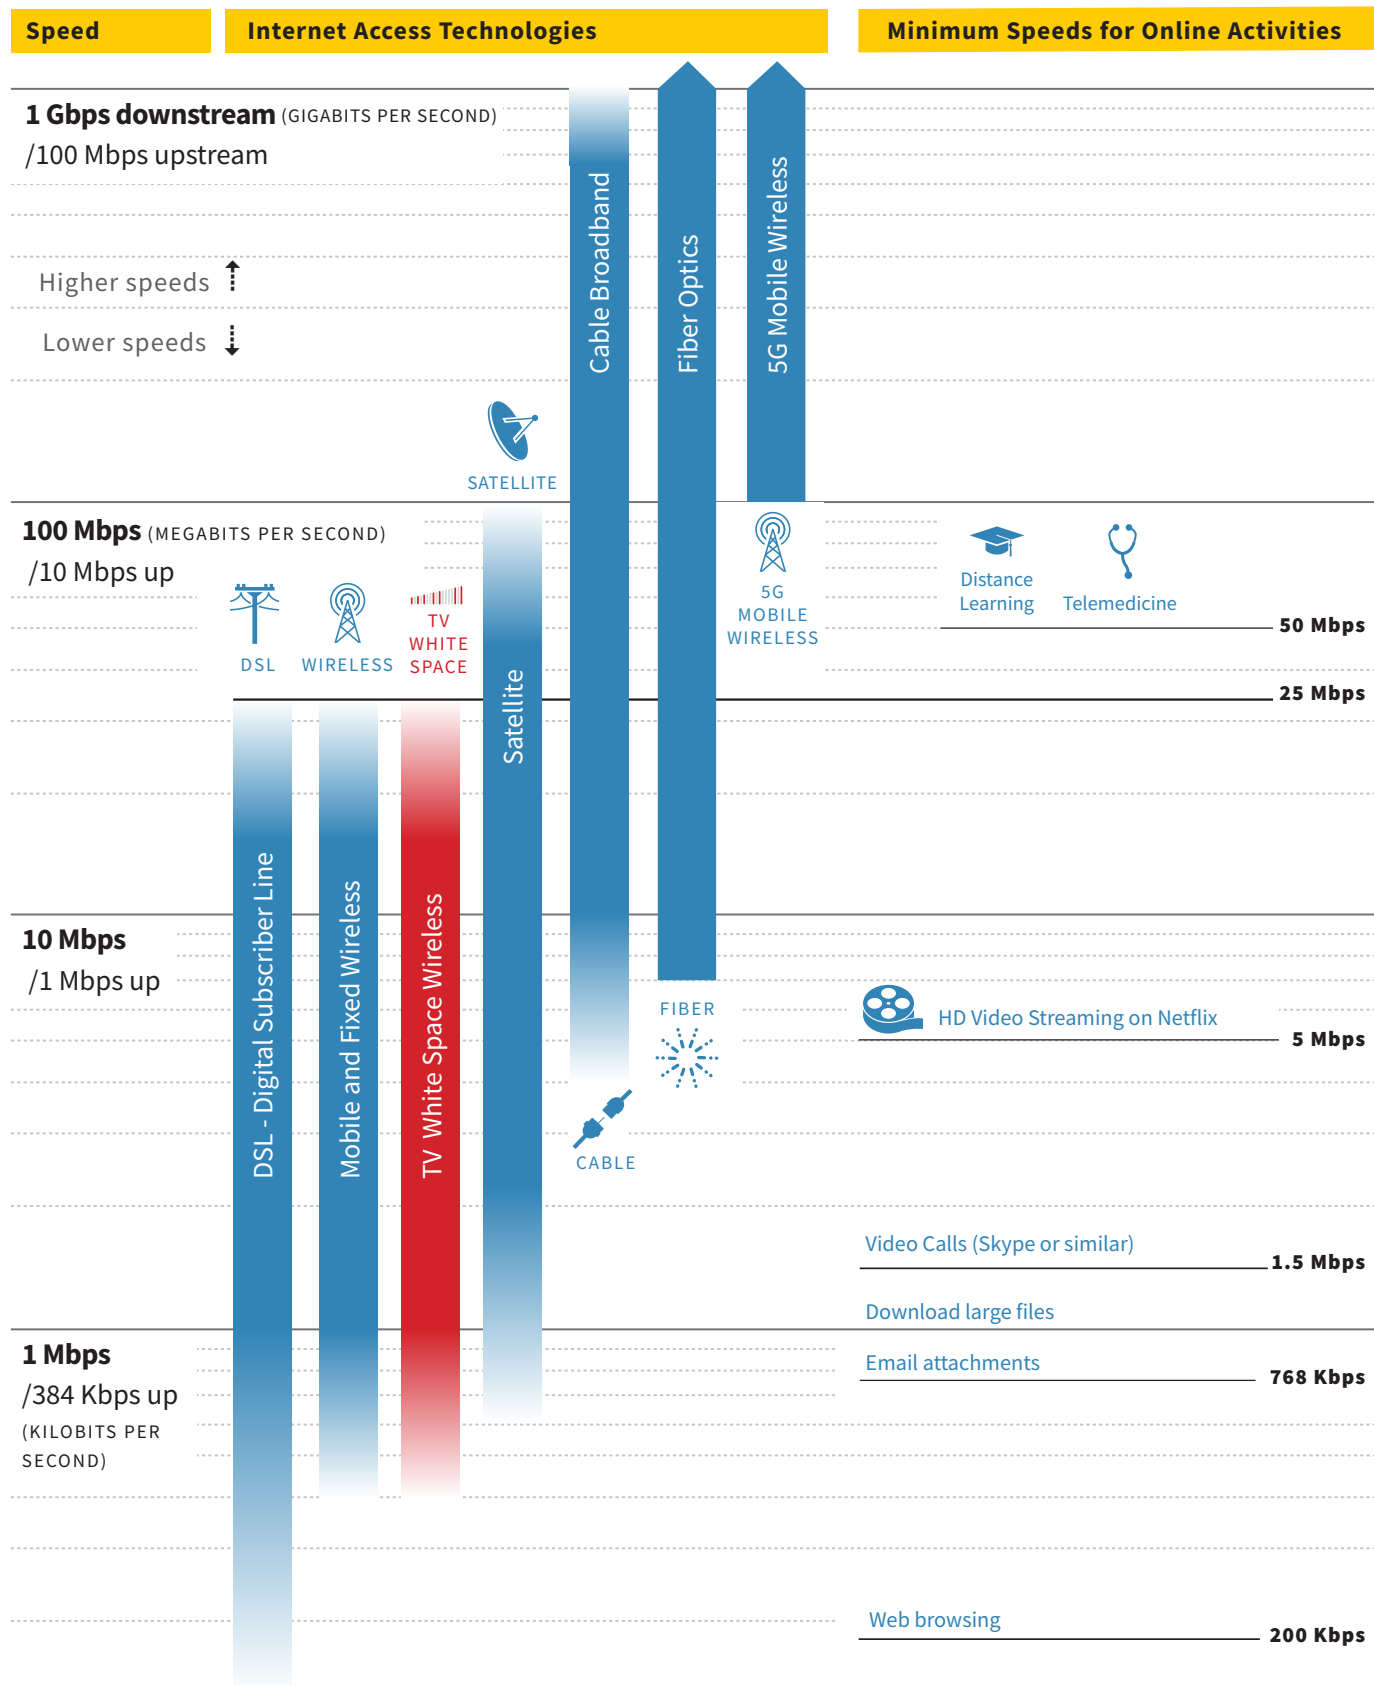 Speed
Internet Access Technologies
Minimum Speeds for Online Activities
1 Gbps downstream (GIGABITS PER SECOND)
/100 Mbps upstream
Higher speeds
Lower speeds
Cable Broadband
Fiber Optics
5G Mobile Wireless
SATELLITE
100 Mbps (MEGABITS PER SECOND)
/10 Mbps up
DSL
WIRELESS
TV
WHITE
SPACE
Satellite
5G
MOBILE
WIRELESS
Distance
Learning
Telemedicine
50 Mbps
25 Mbps
DSL - Digital Subscriber Line
Mobile and Fixed Wireless
TV White Space Wireless
10 Mbps
/1 Mbps up
FIBER
CABLE
HD Video Streaming on Netflix
5 Mbps
Video Calls (Skype or similar)
1.5 Mbps
Download large files
1 Mbps
/384 Kbps up
(KILOBITS PER
SECOND)
Email attachments
768 Kbps
Web browsing
200 Kbps